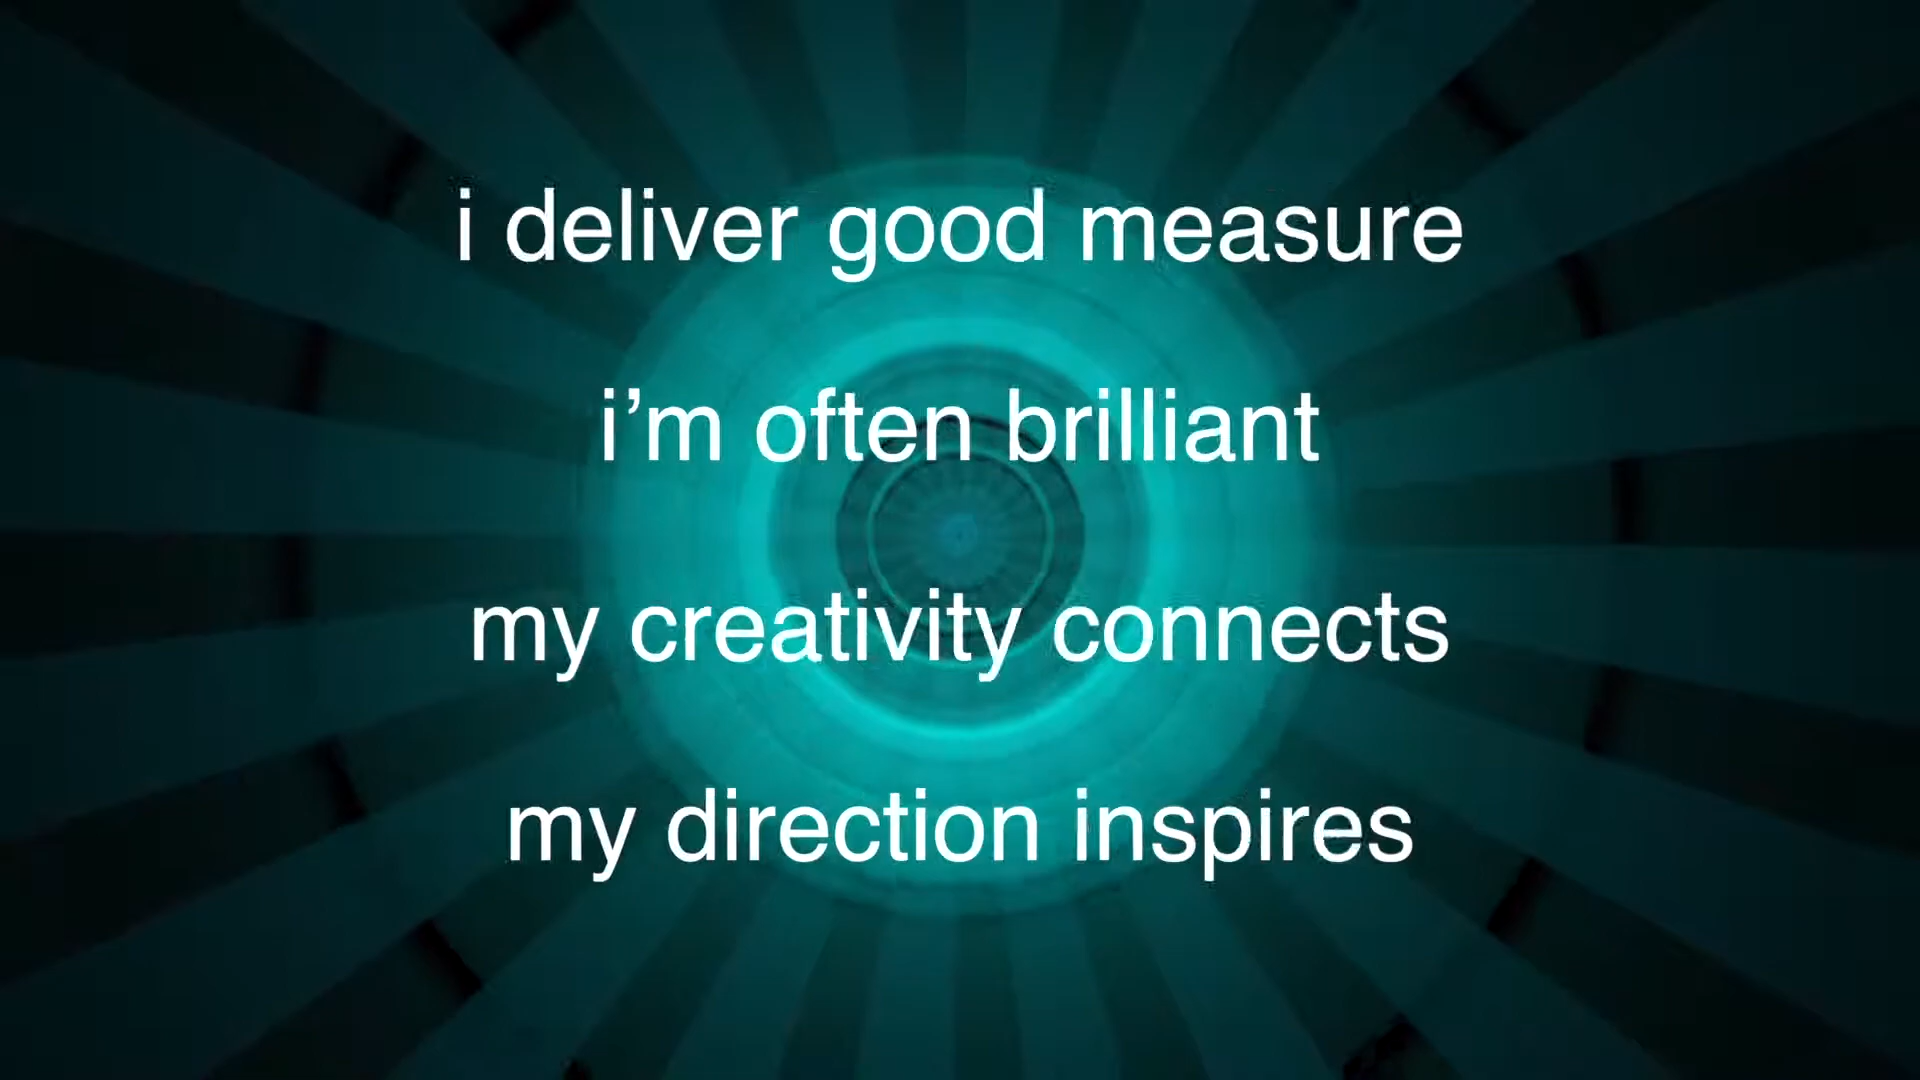 i deliver good measure
i’m often brilliant
my creativity connects
my direction inspires